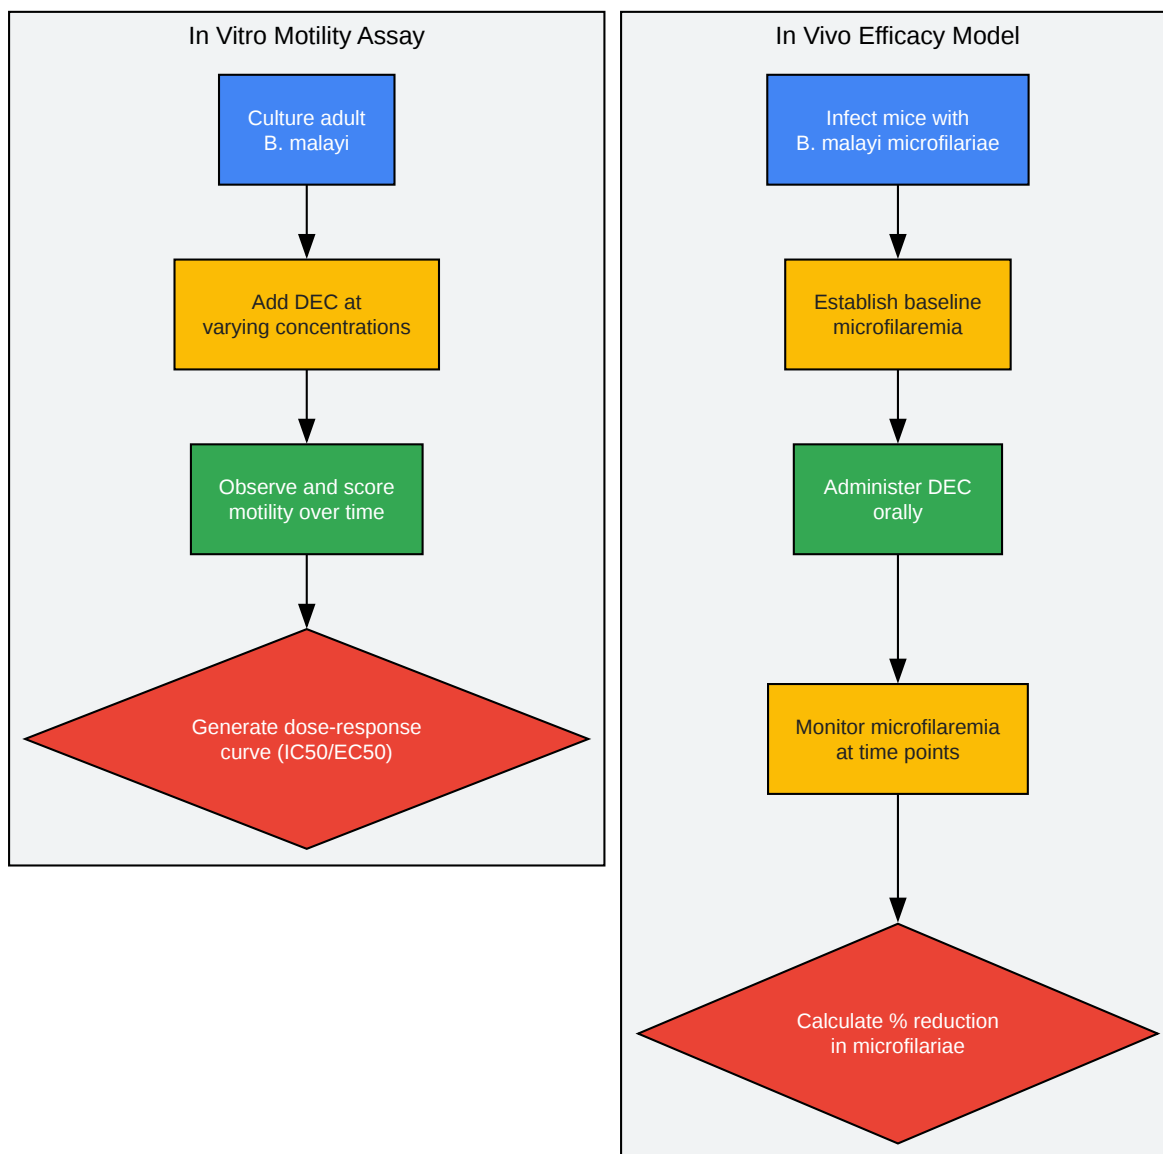 In Vitro Motility Assay
Culture adult
B. malayi
Add DEC at
varying concentrations
Observe and score
motility over time
Generate dose-response
curve (IC50/EC50)
In Vivo Efficacy Model
Infect mice with
B. malayi microfilariae
Establish baseline
microfilaremia
Administer DEC
orally
Monitor microfilaremia
at time points
Calculate % reduction
in microfilariae